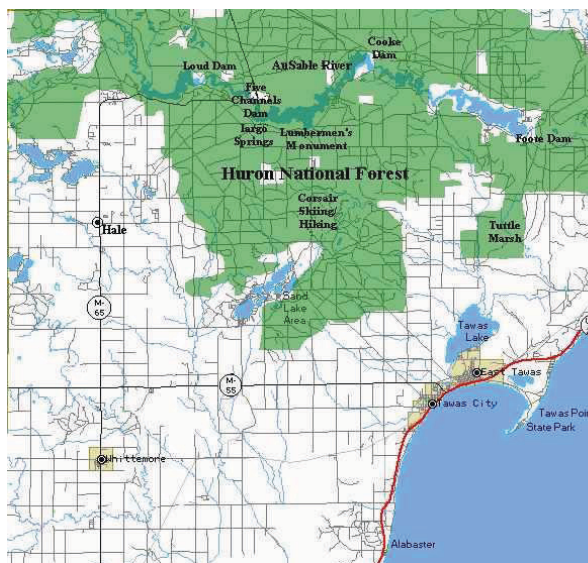 Cooke
Dam
Loud Dam
AuSable River
Five
Channels
Dam
Iargo
Springs
Lumbermen's
Monument
Foote Dam
Huron National Forest
Corsair
Skiing/
Hiking
Tuttle
Marsh
Hale
Sand
Lake
Area
M-
65
Tawas
Lake
East Tawas
M-
55
Tawas City
Tawas Poin
State Park
Whittemore
Alabaster